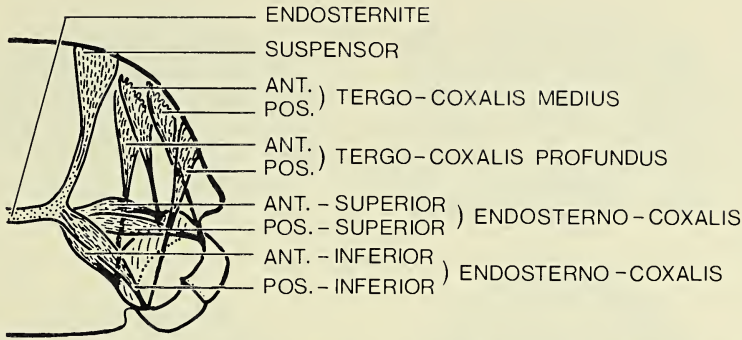 ENDOSTERNITE
SUSPENSOR
ANT.
POS. ) TERGO-COXALIS MEDIUS
ANT.
POS. ) TERGO-COXALIS PROFUNDUS
ANT. - SUPERIOR
POS. - SUPERIOR ) ENDOSTERNO-COXALIS
ANT. - INFERIOR
POS. - INFERIOR ) ENDOSTERNO-COXALIS